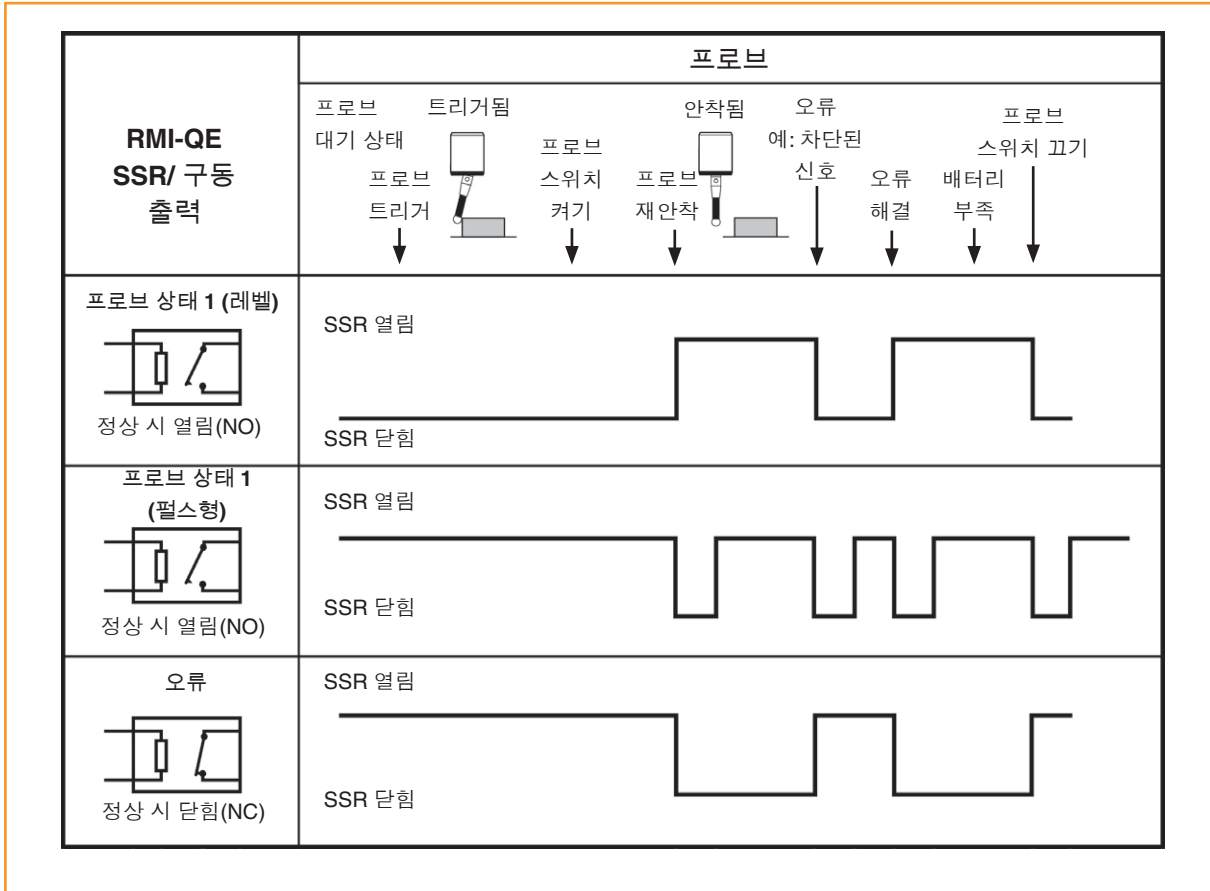 프로브
RMI-QE
SSR/ 구동
출력
프로브
대기 상태
프로브
트리거
트리거됨
프로브
스위치
켜기
프로브
재안착
안착됨
오류
예: 차단된
신호
오류
해결
배터리
부족
프로브
스위치 끄기
프로브 상태 1 (레벨)
정상 시 열림(NO)
SSR 열림
SSR 닫힘
프로브 상태 1
(펄스형)
정상 시 열림(NO)
SSR 열림
SSR 닫힘
오류
정상 시 닫힘(NC)
SSR 열림
SSR 닫힘